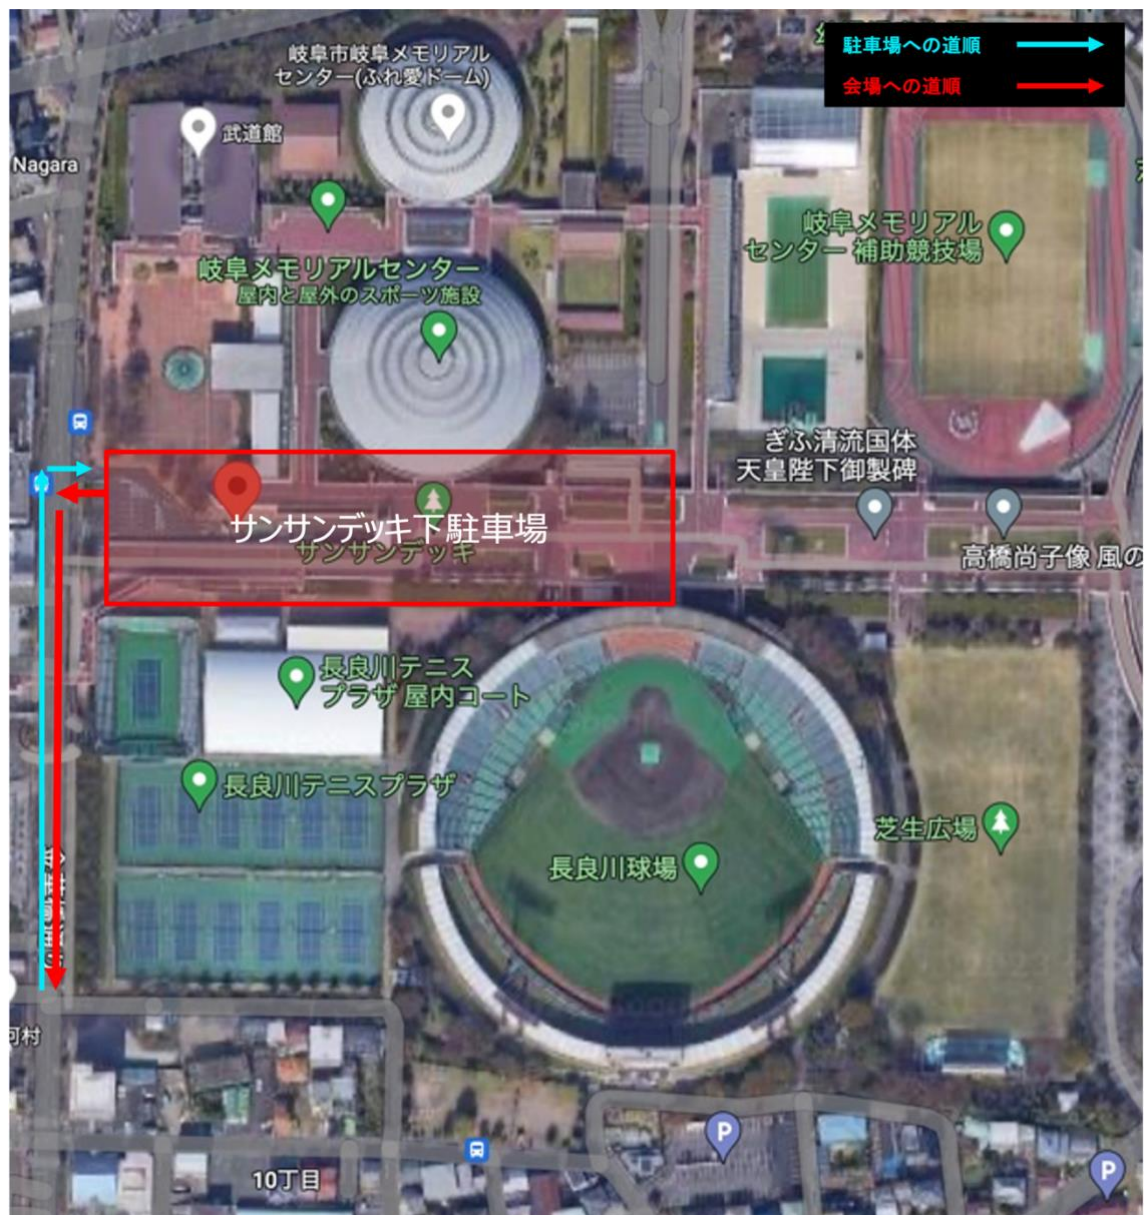 駐車場への道順
会場への道順
岐阜市岐阜メモリアル
センター(ふれ愛ドーム)
武道館
Nagara
岐阜メモリアルセンター
屋内と屋外のスポーツ施設
岐阜メモリアル
センター 補助競技場
ぎふ清流国体
天皇陛下御製碑
サンサンデッキ下駐車場
サンサンデッキ
高橋尚子像 風の
長良川テニス
プラザ 屋内コート
長良川テニスプラザ
芝生広場
長良川球場
河村
10丁目
P
P